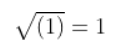 √(1) = 1